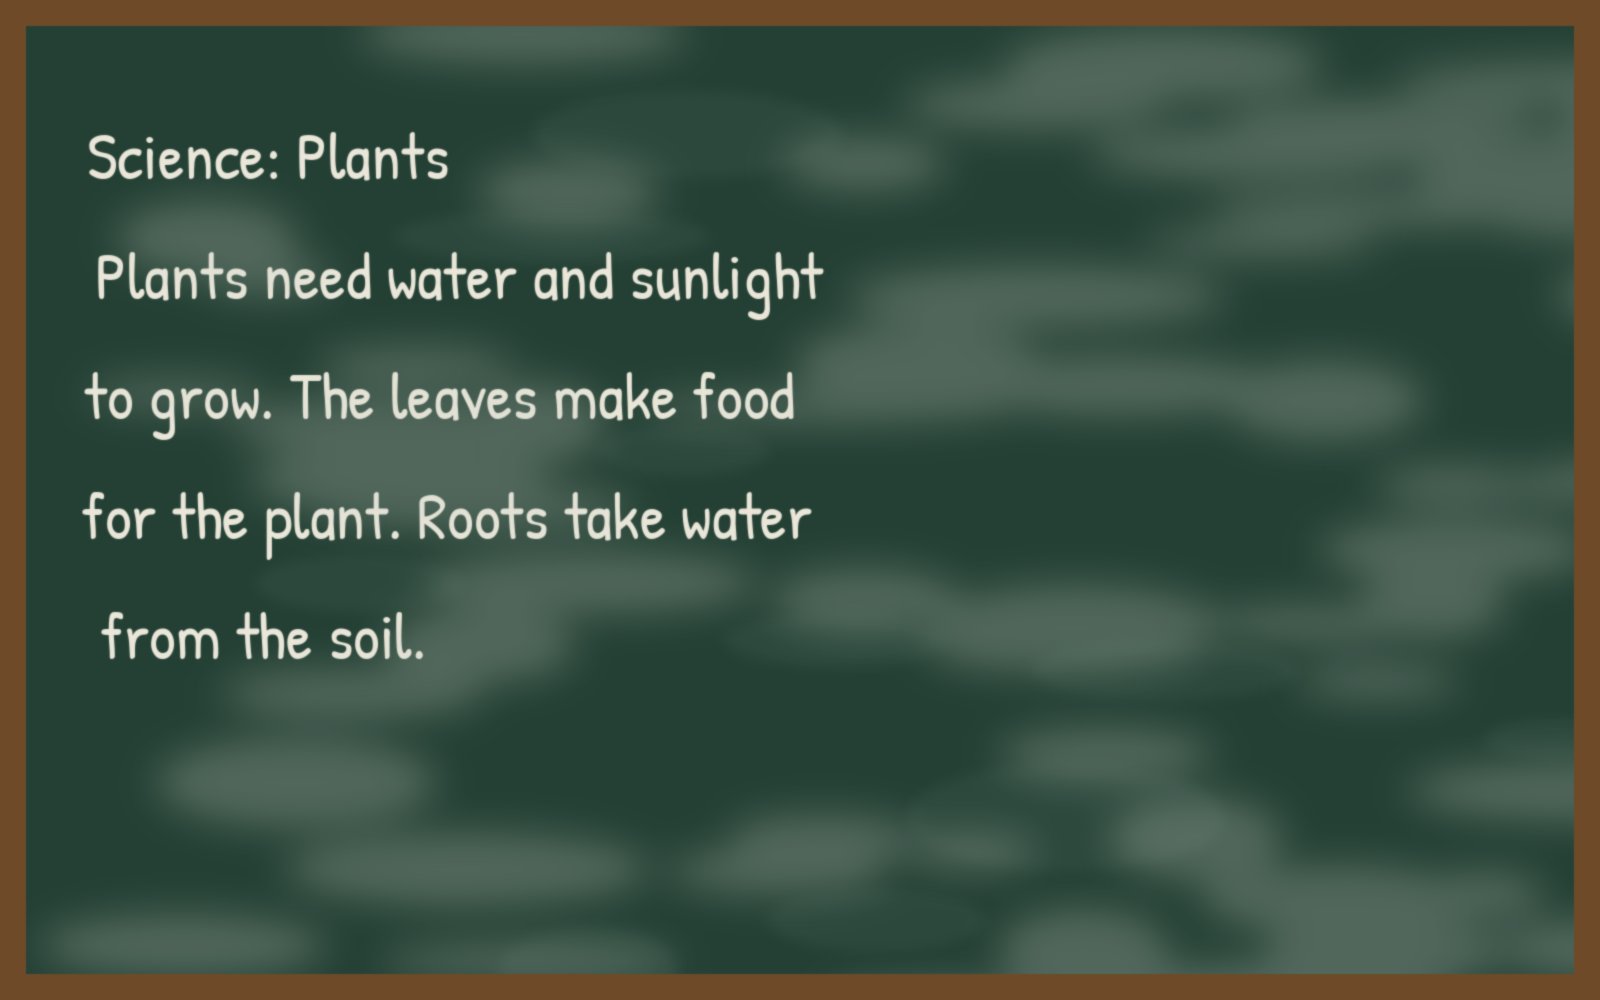 Science: Plants
Plants need water and sunlight
to grow. The leaves make food
for the plant. Roots take water
from the soil.